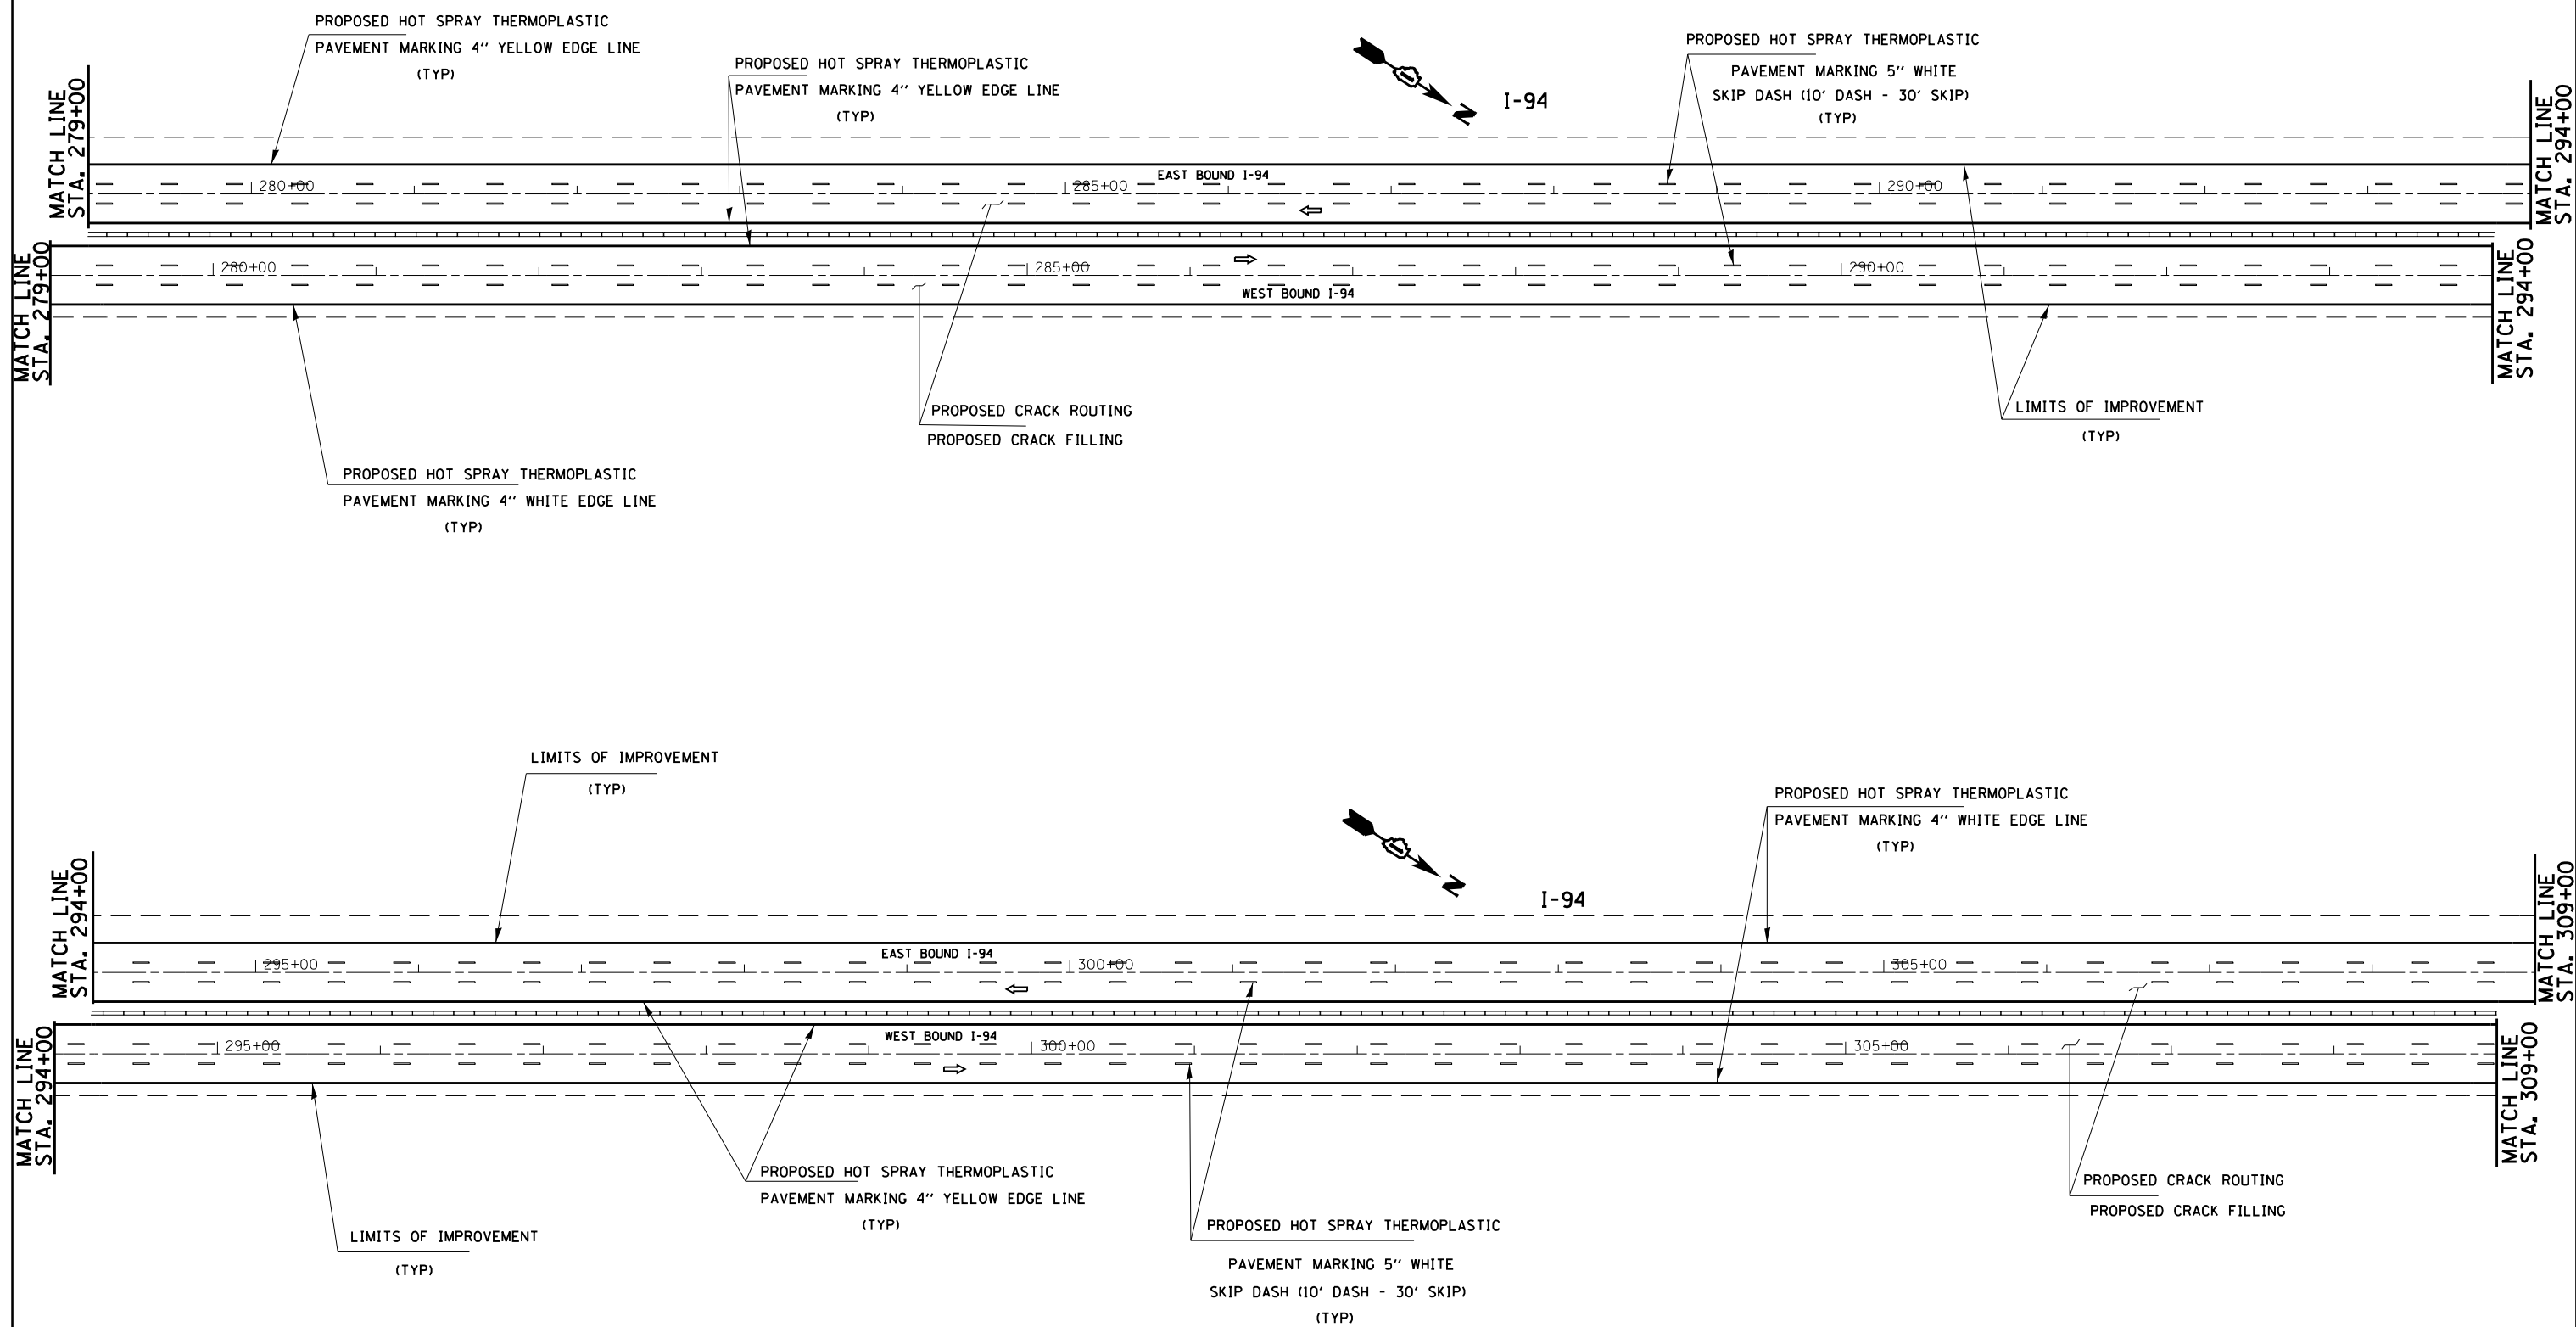 PROPOSED HOT SPRAY THERMOPLASTIC
PAVEMENT MARKING 4'' YELLOW EDGE LINE
(TYP)
PROPOSED HOT SPRAY THERMOPLASTIC
PAVEMENT MARKING 4'' YELLOW EDGE LINE
(TYP)
N
I-94
PROPOSED HOT SPRAY THERMOPLASTIC
PAVEMENT MARKING 5'' WHITE
SKIP DASH (10' DASH - 30' SKIP)
(TYP)
MATCH LINE
STA. 279+00
MATCH LINE
STA. 294+00
EAST BOUND I-94
280+00
285+00
290+00
MATCH LINE
STA. 279+00
MATCH LINE
STA. 294+00
280+00
285+00
290+00
WEST BOUND I-94
PROPOSED CRACK ROUTING
PROPOSED CRACK FILLING
LIMITS OF IMPROVEMENT
(TYP)
PROPOSED HOT SPRAY THERMOPLASTIC
PAVEMENT MARKING 4'' WHITE EDGE LINE
(TYP)
LIMITS OF IMPROVEMENT
(TYP)
N
I-94
PROPOSED HOT SPRAY THERMOPLASTIC
PAVEMENT MARKING 4'' WHITE EDGE LINE
(TYP)
MATCH LINE
STA. 294+00
MATCH LINE
STA. 309+00
EAST BOUND I-94
295+00
300+00
305+00
MATCH LINE
STA. 294+00
MATCH LINE
STA. 309+00
WEST BOUND I-94
295+00
300+00
305+00
PROPOSED HOT SPRAY THERMOPLASTIC
PAVEMENT MARKING 4'' YELLOW EDGE LINE
(TYP)
PROPOSED CRACK ROUTING
PROPOSED CRACK FILLING
LIMITS OF IMPROVEMENT
(TYP)
PROPOSED HOT SPRAY THERMOPLASTIC
PAVEMENT MARKING 5'' WHITE
SKIP DASH (10' DASH - 30' SKIP)
(TYP)